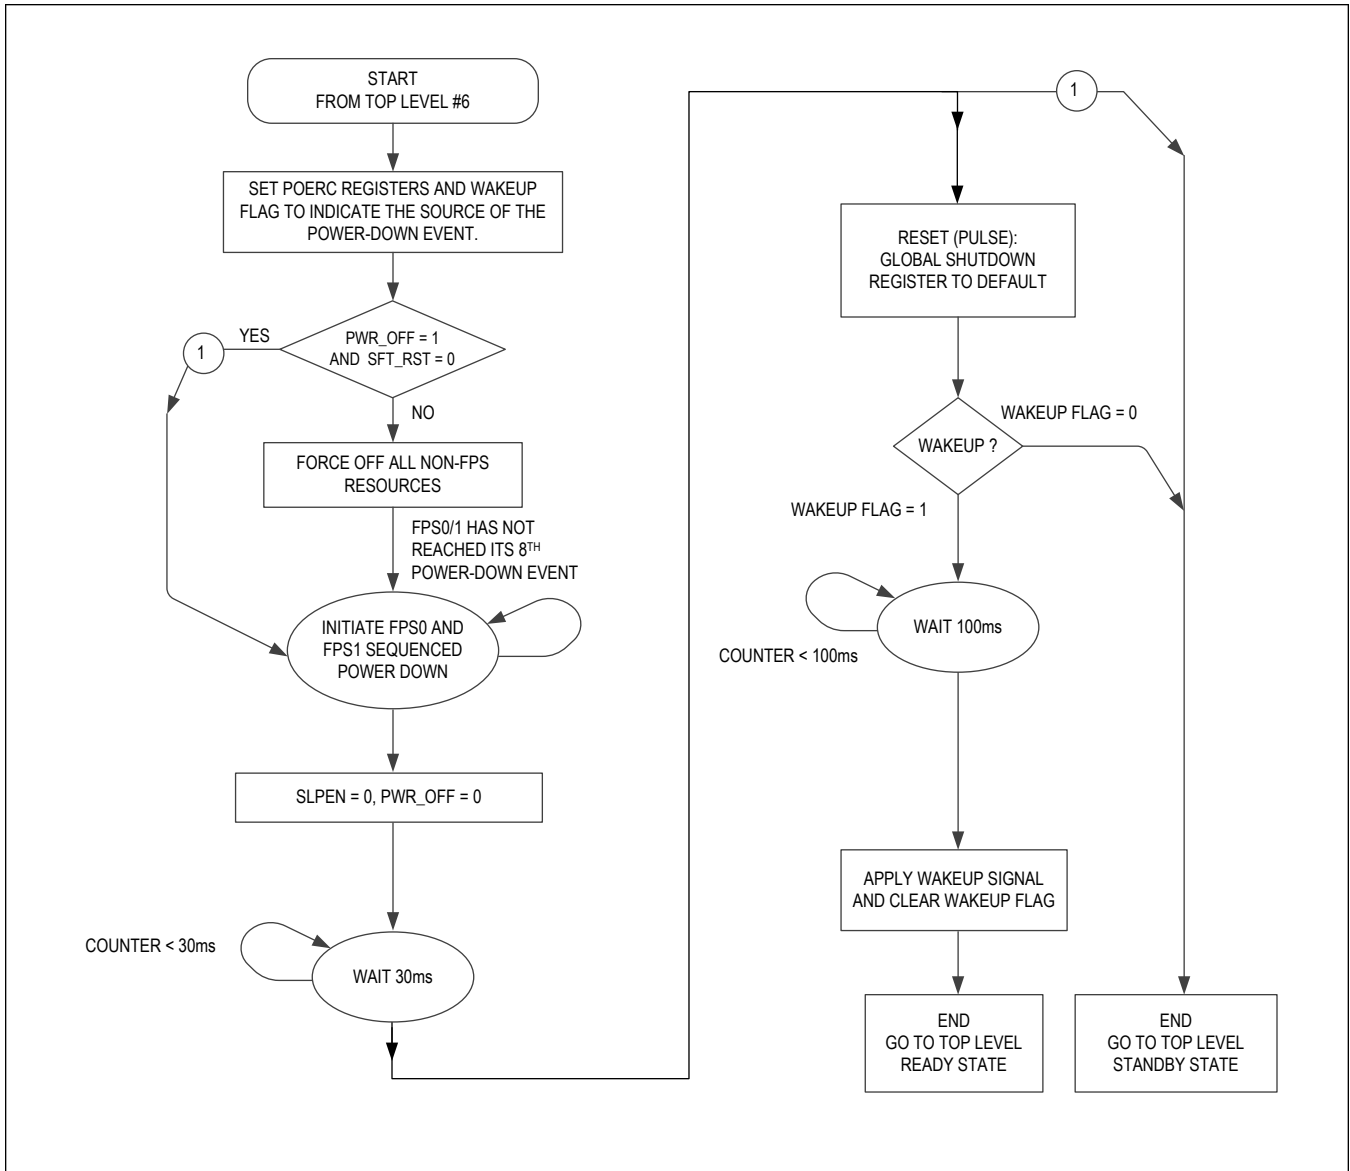 START
FROM TOP LEVEL #6
SET POERC REGISTERS AND WAKEUP
FLAG TO INDICATE THE SOURCE OF THE
POWER-DOWN EVENT.
YES
1
PWR_OFF = 1
AND SFT_RST = 0
NO
FORCE OFF ALL NON-FPS
RESOURCES
FPS0/1 HAS NOT
REACHED ITS 8TH
POWER-DOWN EVENT
INITIATE FPS0 AND
FPS1 SEQUENCED
POWER DOWN
SLPEN = 0, PWR_OFF = 0
COUNTER < 30ms
WAIT 30ms
1
RESET (PULSE):
GLOBAL SHUTDOWN
REGISTER TO DEFAULT
WAKEUP FLAG = 0
WAKEUP ?
WAKEUP FLAG = 1
WAIT 100ms
COUNTER < 100ms
APPLY WAKEUP SIGNAL
AND CLEAR WAKEUP FLAG
END
GO TO TOP LEVEL
READY STATE
END
GO TO TOP LEVEL
STANDBY STATE